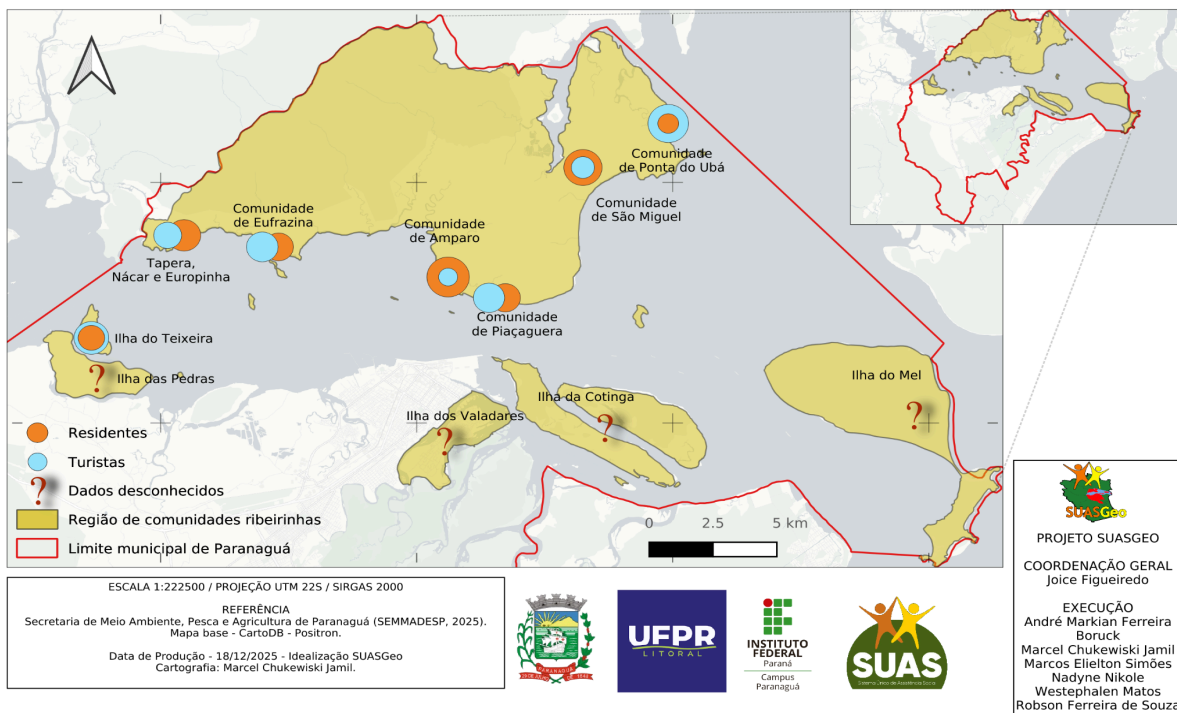 Comunidade
de Ponta do Ubá
Comunidade
de São Miguel
Comunidade
de Eufrazina
Comunidade
de Amparo
Tapera,
Nácar e Europinha
Comunidade
de Piaçaguera
Ilha do Teixeira
Ilha das Pedras
Ilha do Mel
Ilha da Cotinga
Ilha dos Valadares
?
?
?
?
Residentes
Turistas
? Dados desconhecidos
Região de comunidades ribeirinhas
Limite municipal de Paranaguá
0 2.5 5 km
ESCALA 1:222500 / PROJEÇÃO UTM 22S / SIRGAS 2000
REFERÊNCIA
Secretaria de Meio Ambiente, Pesca e Agricultura de Paranaguá (SEMMADESP, 2025).
Mapa base - CartoDB - Positron.
Data de Produção - 18/12/2025 - Idealização SUASGeo
Cartografia: Marcel Chukewiski Jamil.
PARANAGUÁ
UFPR
LITORAL
INSTITUTO
FEDERAL
Paraná
Campus
Paranaguá
SUAS
Sistema Único de Assistência Social
SUASGeo
PROJETO SUASGEO
COORDENAÇÃO GERAL
Joice Figueiredo
EXECUÇÃO
André Markian Ferreira
Boruck
Marcel Chukewiski Jamil
Marcos Elielton Simões
Nadyne Nikole
Westephalen Matos
Robson Ferreira de Souza